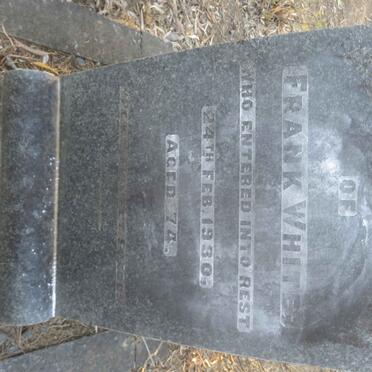 OF
FRANK WHITE
WHO ENTERED INTO REST
24TH FEB 1930.
AGED 74.